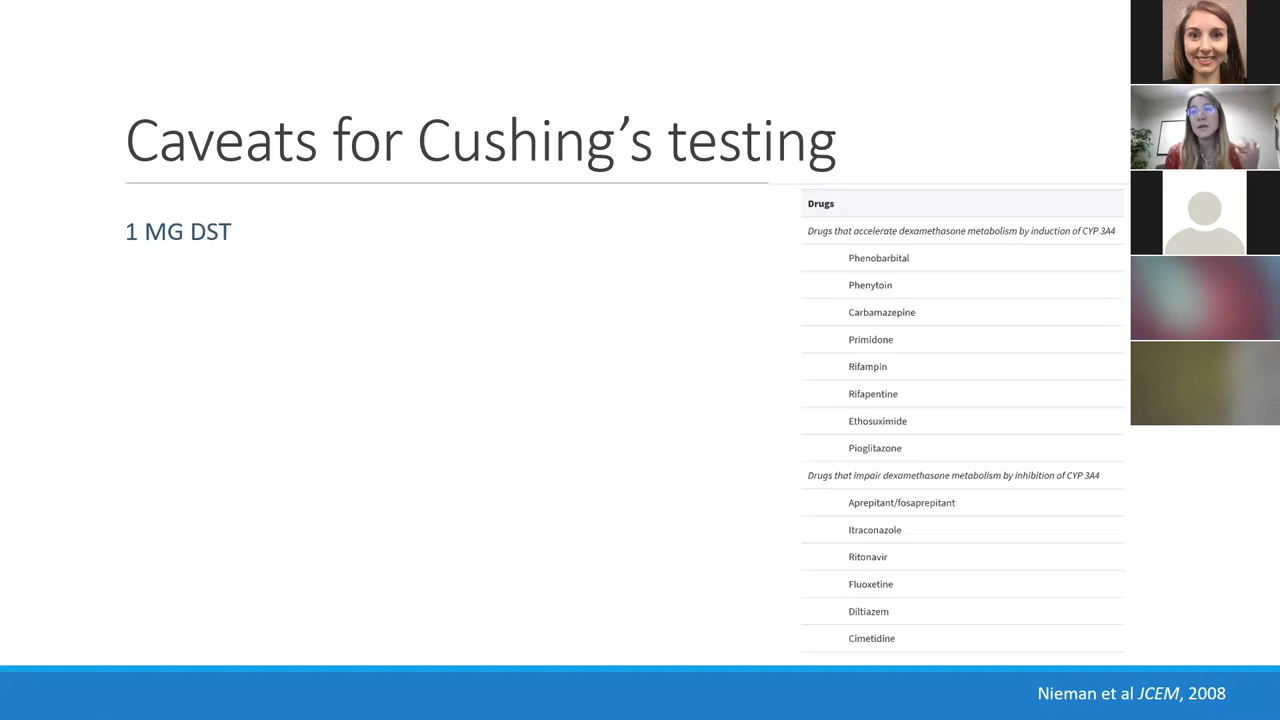 Caveats for Cushing’s testing
1 MG DST
Drugs
Drugs that accelerate dexamethasone metabolism by induction of CYP 3A4
Phenobarbital
Phenytoin
Carbamazepine
Primidone
Rifampin
Rifapentine
Ethosuximide
Pioglitazone
Drugs that impair dexamethasone metabolism by inhibition of CYP 3A4
Aprepitant/fosaprepitant
Itraconazole
Ritonavir
Fluoxetine
Diltiazem
Cimetidine
Nieman et al JCEM, 2008